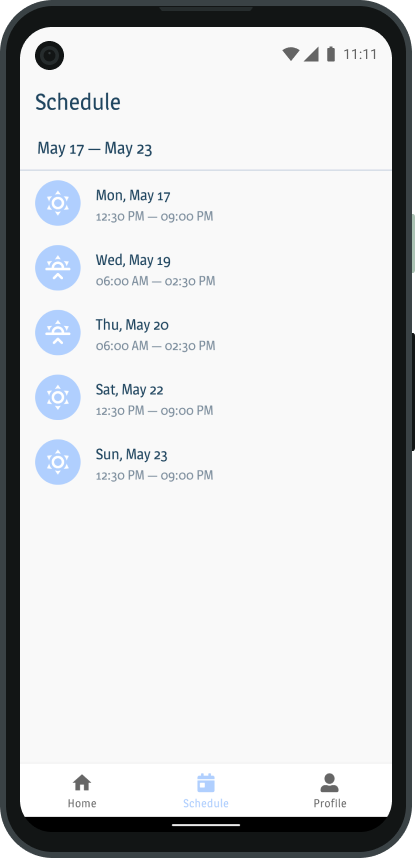 11:11
Schedule
May 17 — May 23
Mon, May 17
12:30 PM — 09:00 PM
Wed, May 19
06:00 AM — 02:30 PM
Thu, May 20
06:00 AM — 02:30 PM
Sat, May 22
12:30 PM — 09:00 PM
Sun, May 23
12:30 PM — 09:00 PM
Home
Schedule
Profile